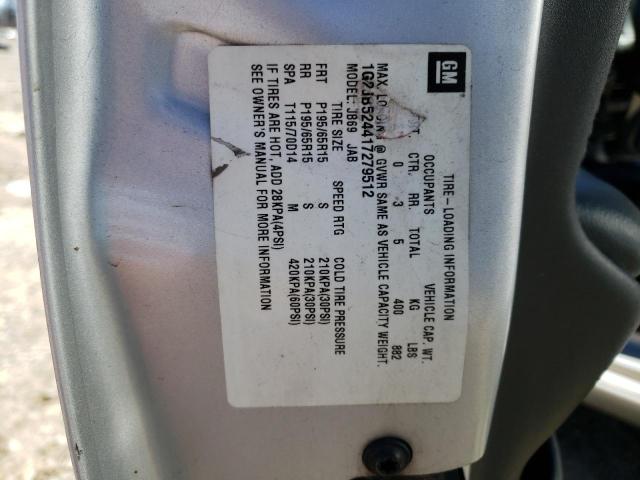 GM
TIRE-LOADING INFORMATION
OCCUPANTS VEHICLE CAP. WT.
CTR. RR. TOTAL KG LBS
0 3 5 400 882
MAX. @ GVWR SAME AS VEHICLE CAPACITY WEIGHT.
1G2JB524417279512
MODEL: JB69 JAB
TIRE SIZE SPEED RTG COLD TIRE PRESSURE
FRT P195/65R15 S 210KPA(30PSI)
RR P195/65R15 S 210KPA(30PSI)
SPA T115/70D14 M 420KPA(60PSI)
IF TIRES ARE HOT, ADD 28KPA(4PSI)
SEE OWNER'S MANUAL FOR MORE INFORMATION